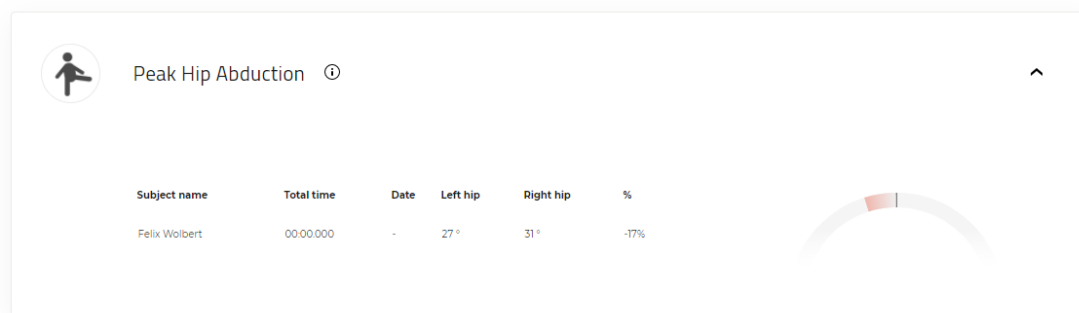 Peak Hip Abduction
Subject name Total time Date Left hip Right hip %
Felix Wolbert 00:00.000 - 27 ° 31 ° -17%